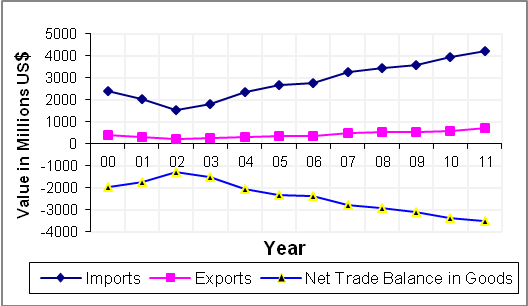 5000
4000
3000
2000
1000
0
-1000
-2000
-3000
-4000
Value in Millions US$
00 01 02 03 04 05 06 07 08 09 10 11
Year
Imports Exports Net Trade Balance in Goods